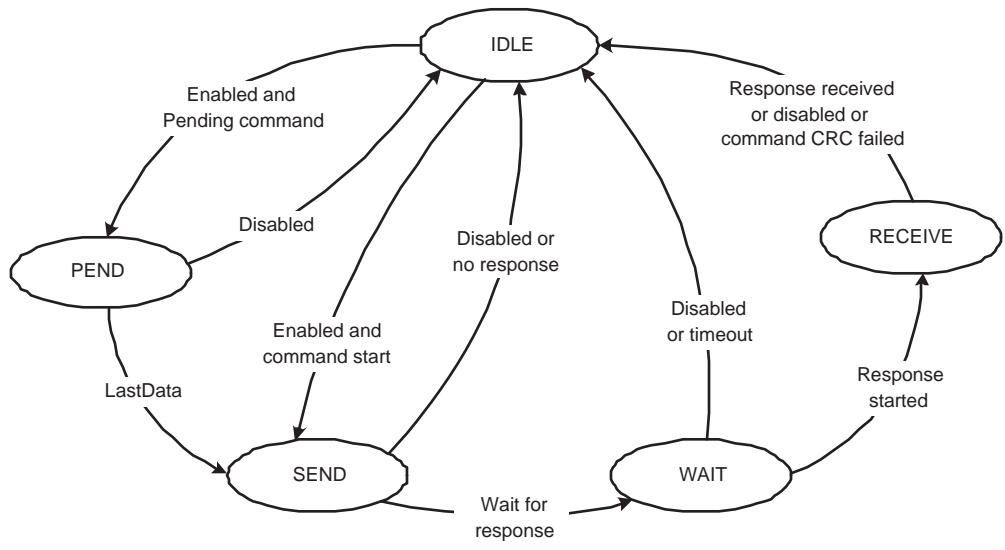 IDLE
Enabled and
Pending command
Response received
or disabled or
command CRC failed
Disabled
Disabled or
no response
RECEIVE
PEND
Enabled and
command start
Disabled
or timeout
LastData
Response
started
SEND
WAIT
Wait for
response